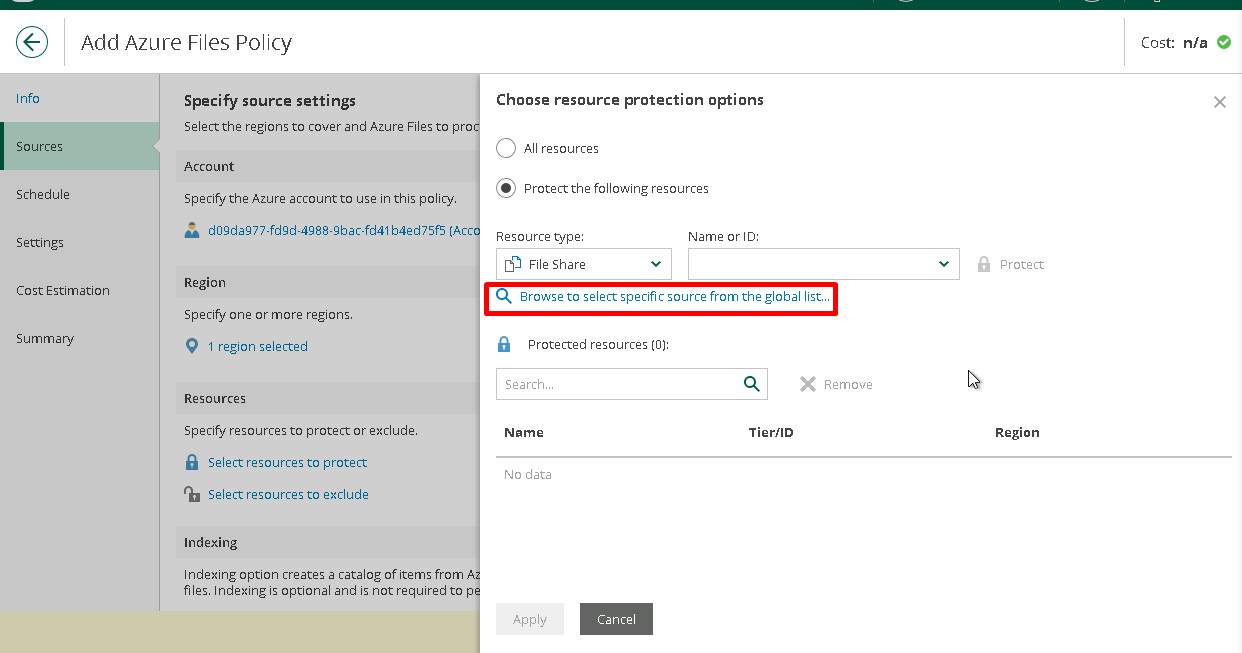 Add Azure Files Policy
Cost: n/a
Info
Sources
Schedule
Settings
Cost Estimation
Summary
Specify source settings
Select the regions to cover and Azure Files to proc
Account
Specify the Azure account to use in this policy.
d09da977-fd9d-4988-9bac-fd41b4ed75f5 (Acco
Region
Specify one or more regions.
1 region selected
Resources
Specify resources to protect or exclude.
Select resources to protect
Select resources to exclude
Indexing
Indexing option creates a catalog of items from Az
files. Indexing is optional and is not required to pe
Choose resource protection options
All resources
Protect the following resources
Resource type:
Name or ID:
File Share
Protect
Browse to select specific source from the global list...
Protected resources (0):
Search...
Remove
Name
Tier/ID
Region
No data
Apply
Cancel